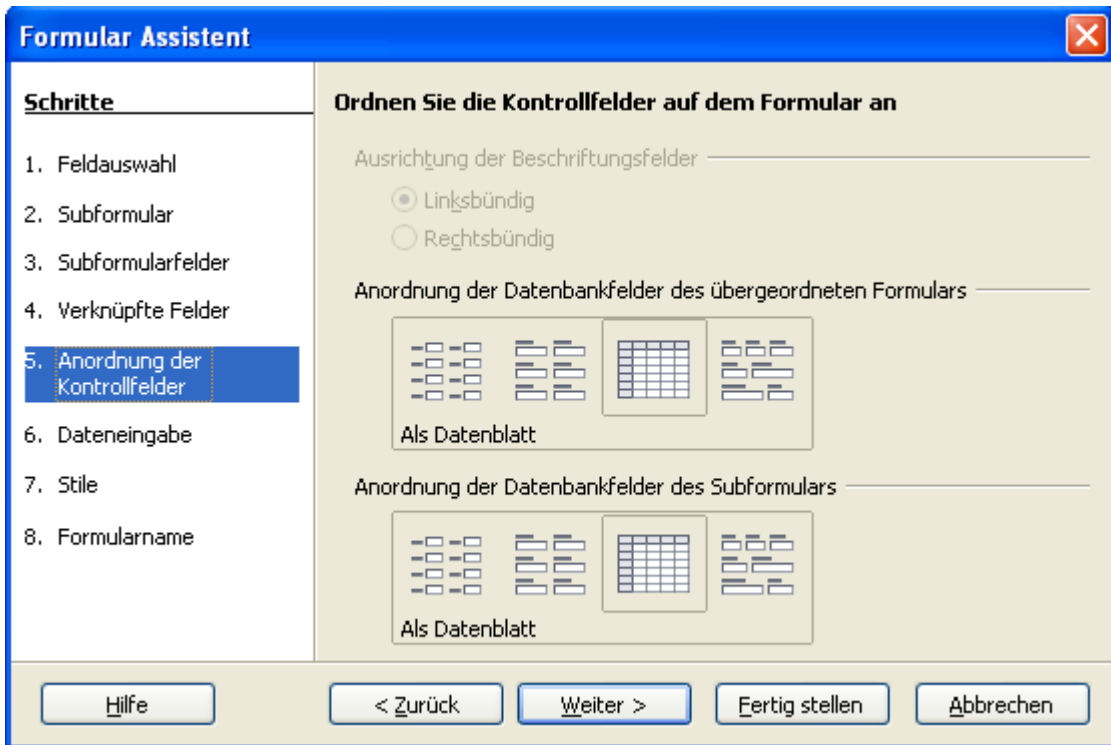 Formular Assistent
Schritte
1. Feldauswahl
2. Subformular
3. Subformularfelder
4. Verknüpfte Felder
5. Anordnung der
Kontrollfelder
6. Dateneingabe
7. Stile
8. Formularname
Ordnen Sie die Kontrollfelder auf dem Formular an
Ausrichtung der Beschriftungsfelder
Linksbündig
Rechtsbündig
Anordnung der Datenbankfelder des übergeordneten Formulars
Als Datenblatt
Anordnung der Datenbankfelder des Subformulars
Als Datenblatt
Hilfe
< Zurück
Weiter >
Fertig stellen
Abbrechen